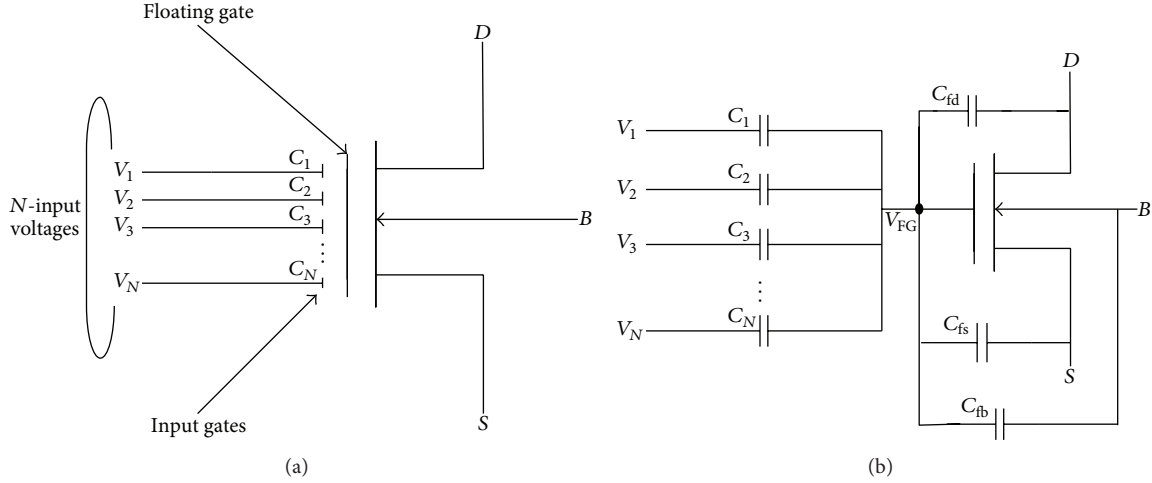 Floating gate
D
N-input
voltages
V1
V2
V3
VN
C1
C2
C3
⋮
CN
B
Input gates
S
(a)
D
Cfd
V1
C1
V2
C2
V3
C3
⋮
VN
CN
VFG
B
Cfs
S
Cfb
(b)